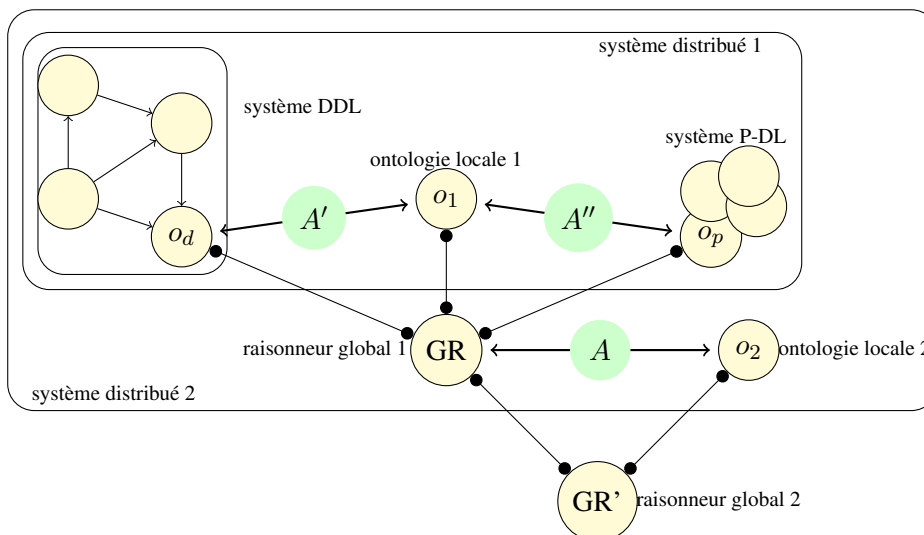 système distribué 1
système DDL
système P-DL
ontologie locale 1
o1
A′
A′′
od
op
raisonneur global 1
GR
A
o2
ontologie locale 2
système distribué 2
GR'
raisonneur global 2